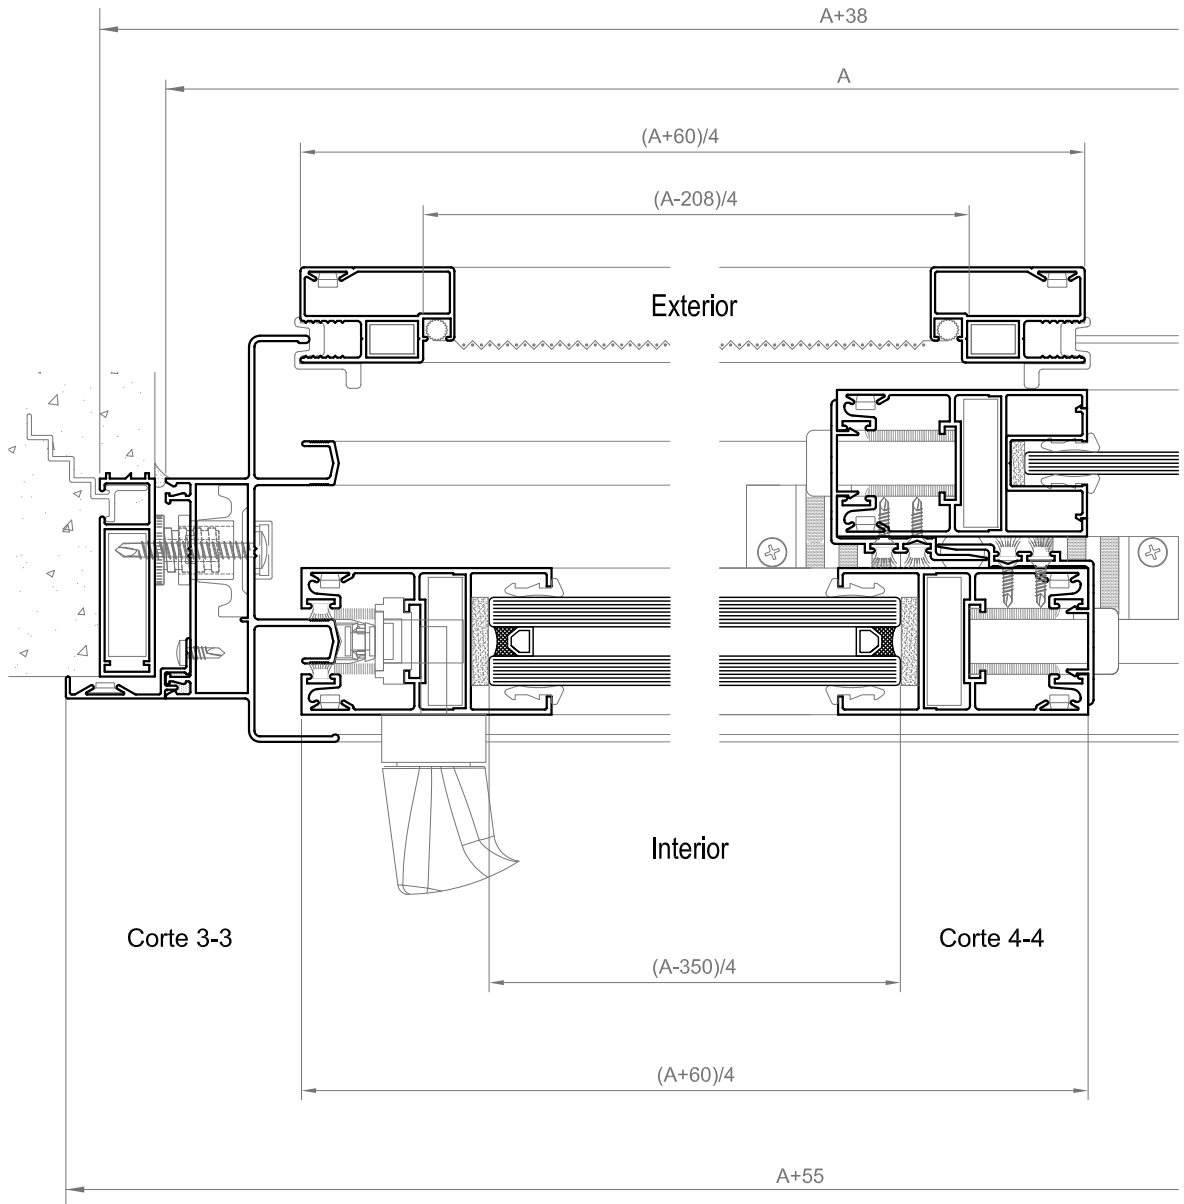 A+38
A
(A+60)/4
(A-208)/4
Exterior
Interior
Corte 3-3
Corte 4-4
(A-350)/4
(A+60)/4
A+55